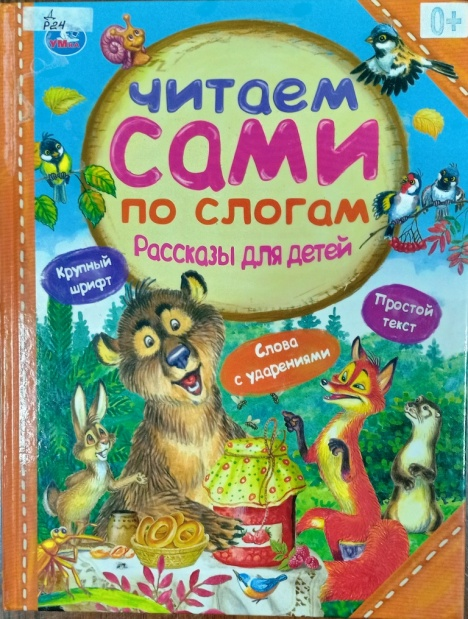 Д
Р24
УМка
0+
ЧИТАЕМ
САМИ
ПО СЛОГАМ
Рассказы для детей
Крупный
шрифт
Простой
текст
Слова
с ударениями